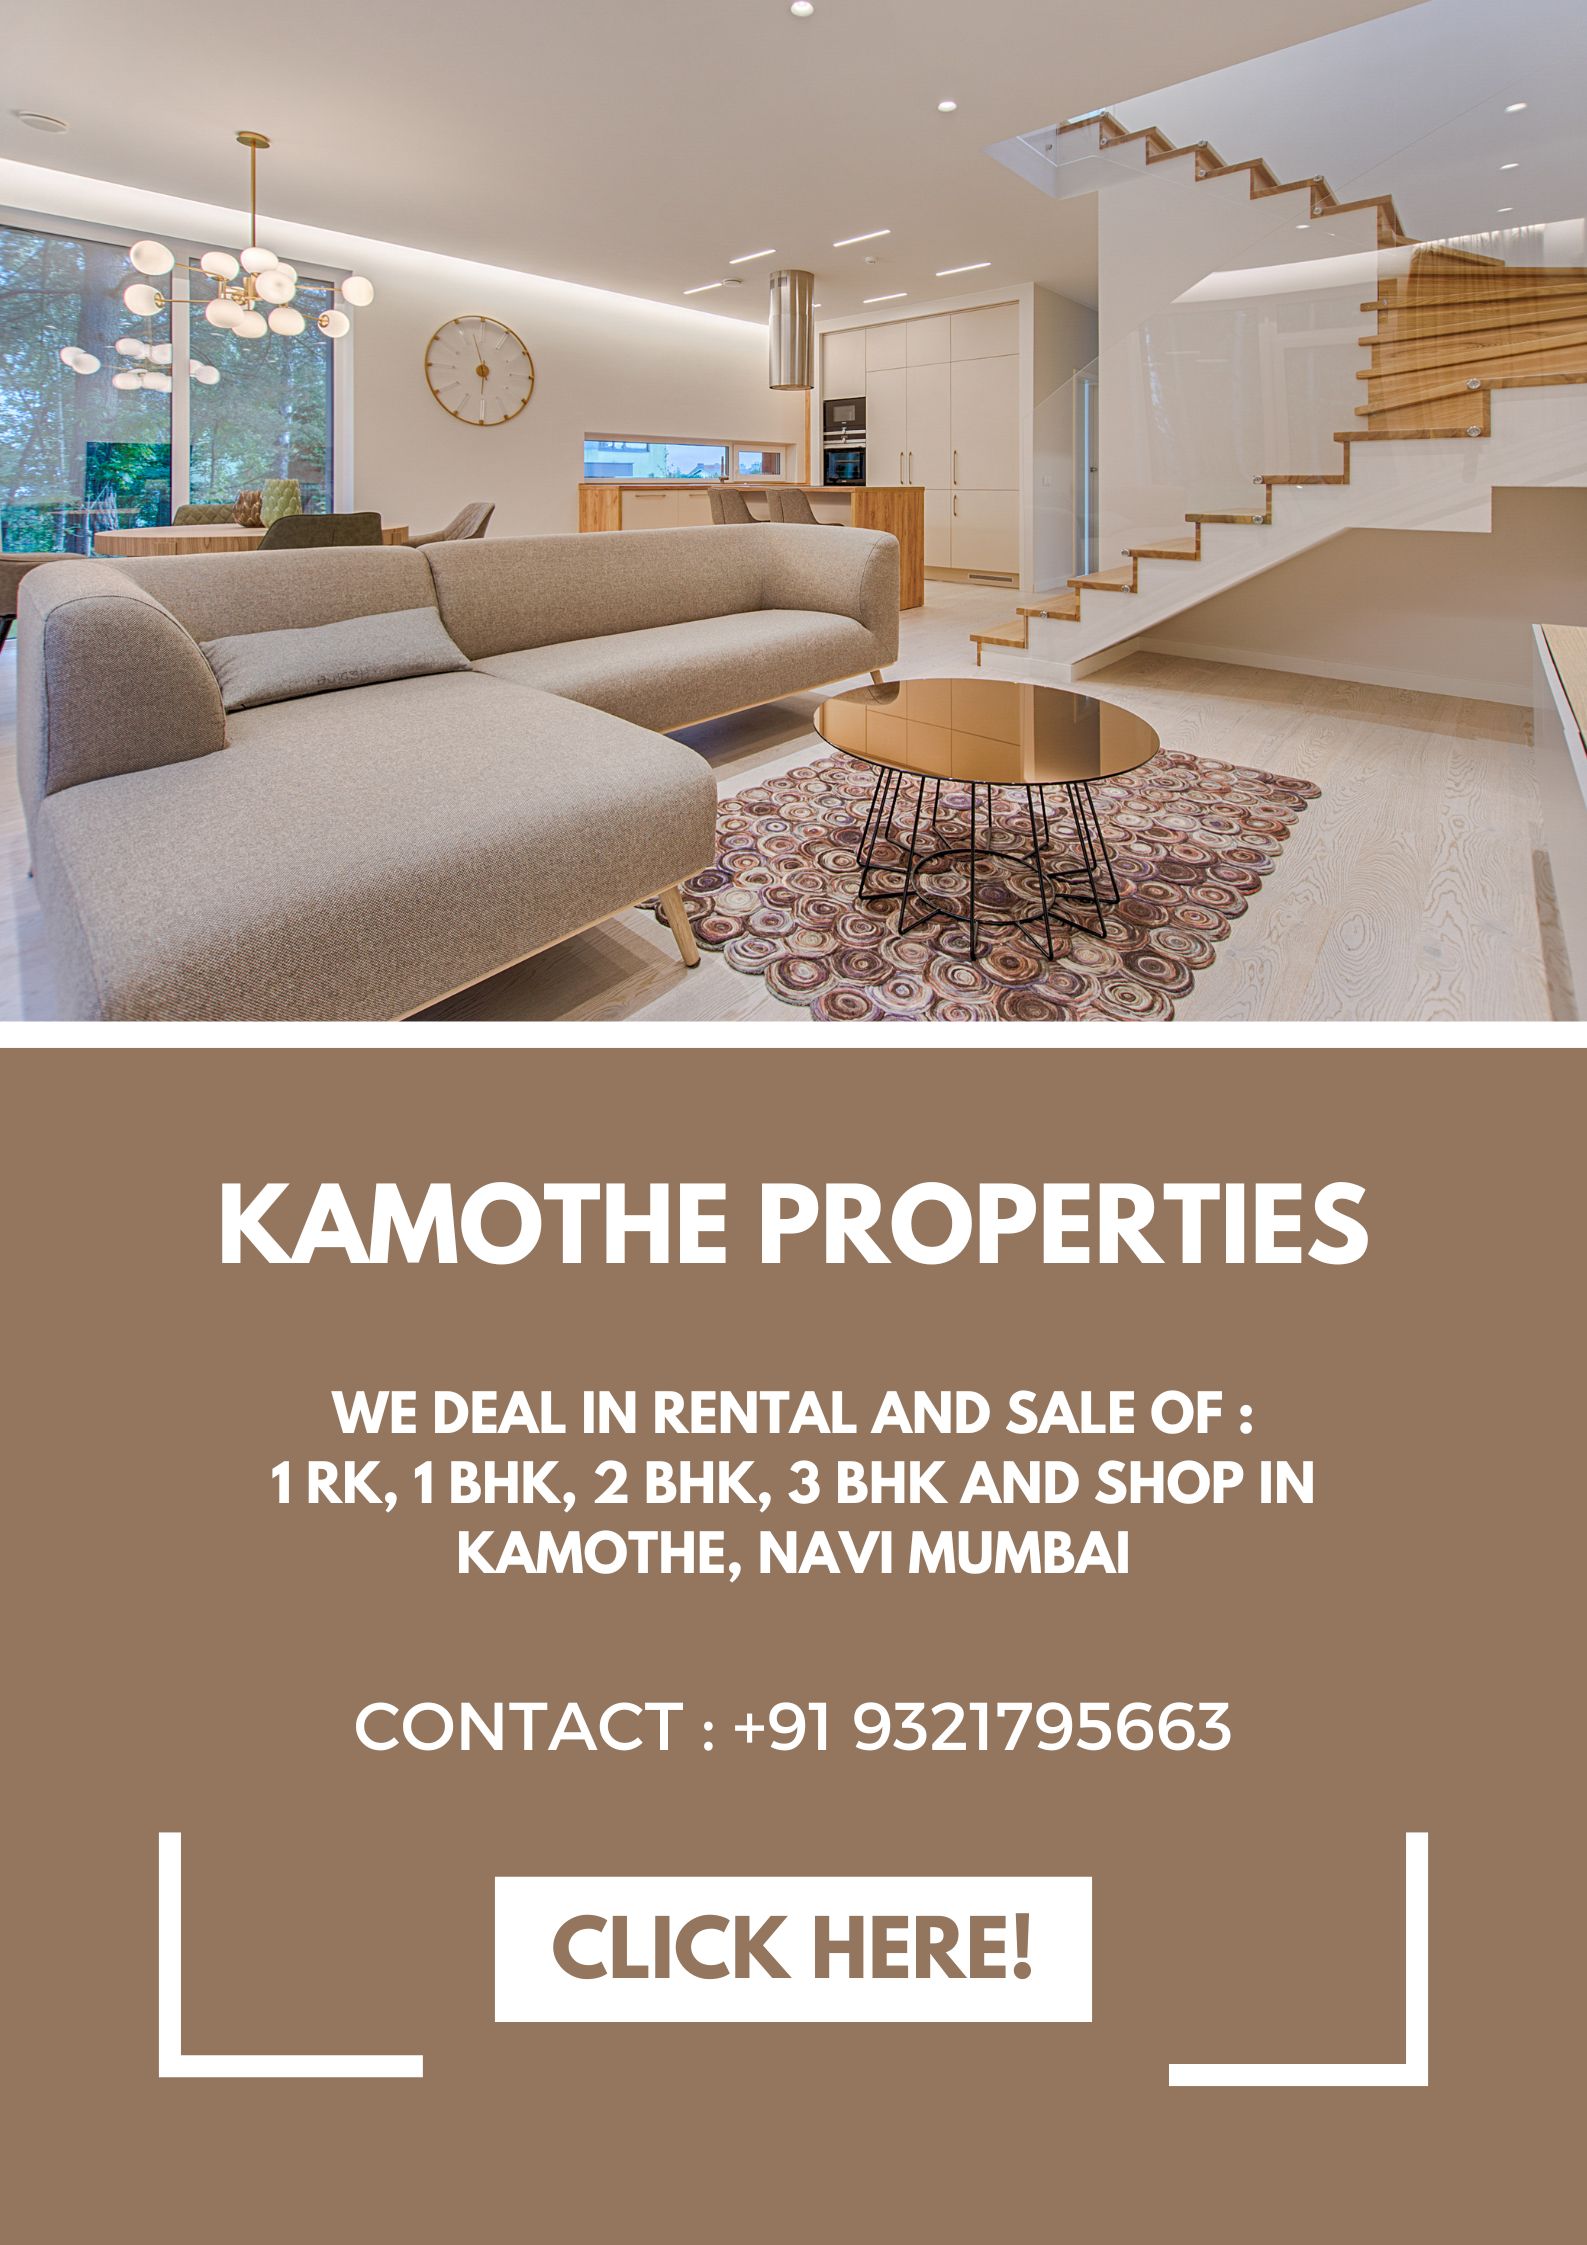 KAMOTHE PROPERTIES
WE DEAL IN RENTAL AND SALE OF :
1 RK, 1 BHK, 2 BHK, 3 BHK AND SHOP IN
KAMOTHE, NAVI MUMBAI
CONTACT : +91 9321795663
CLICK HERE!